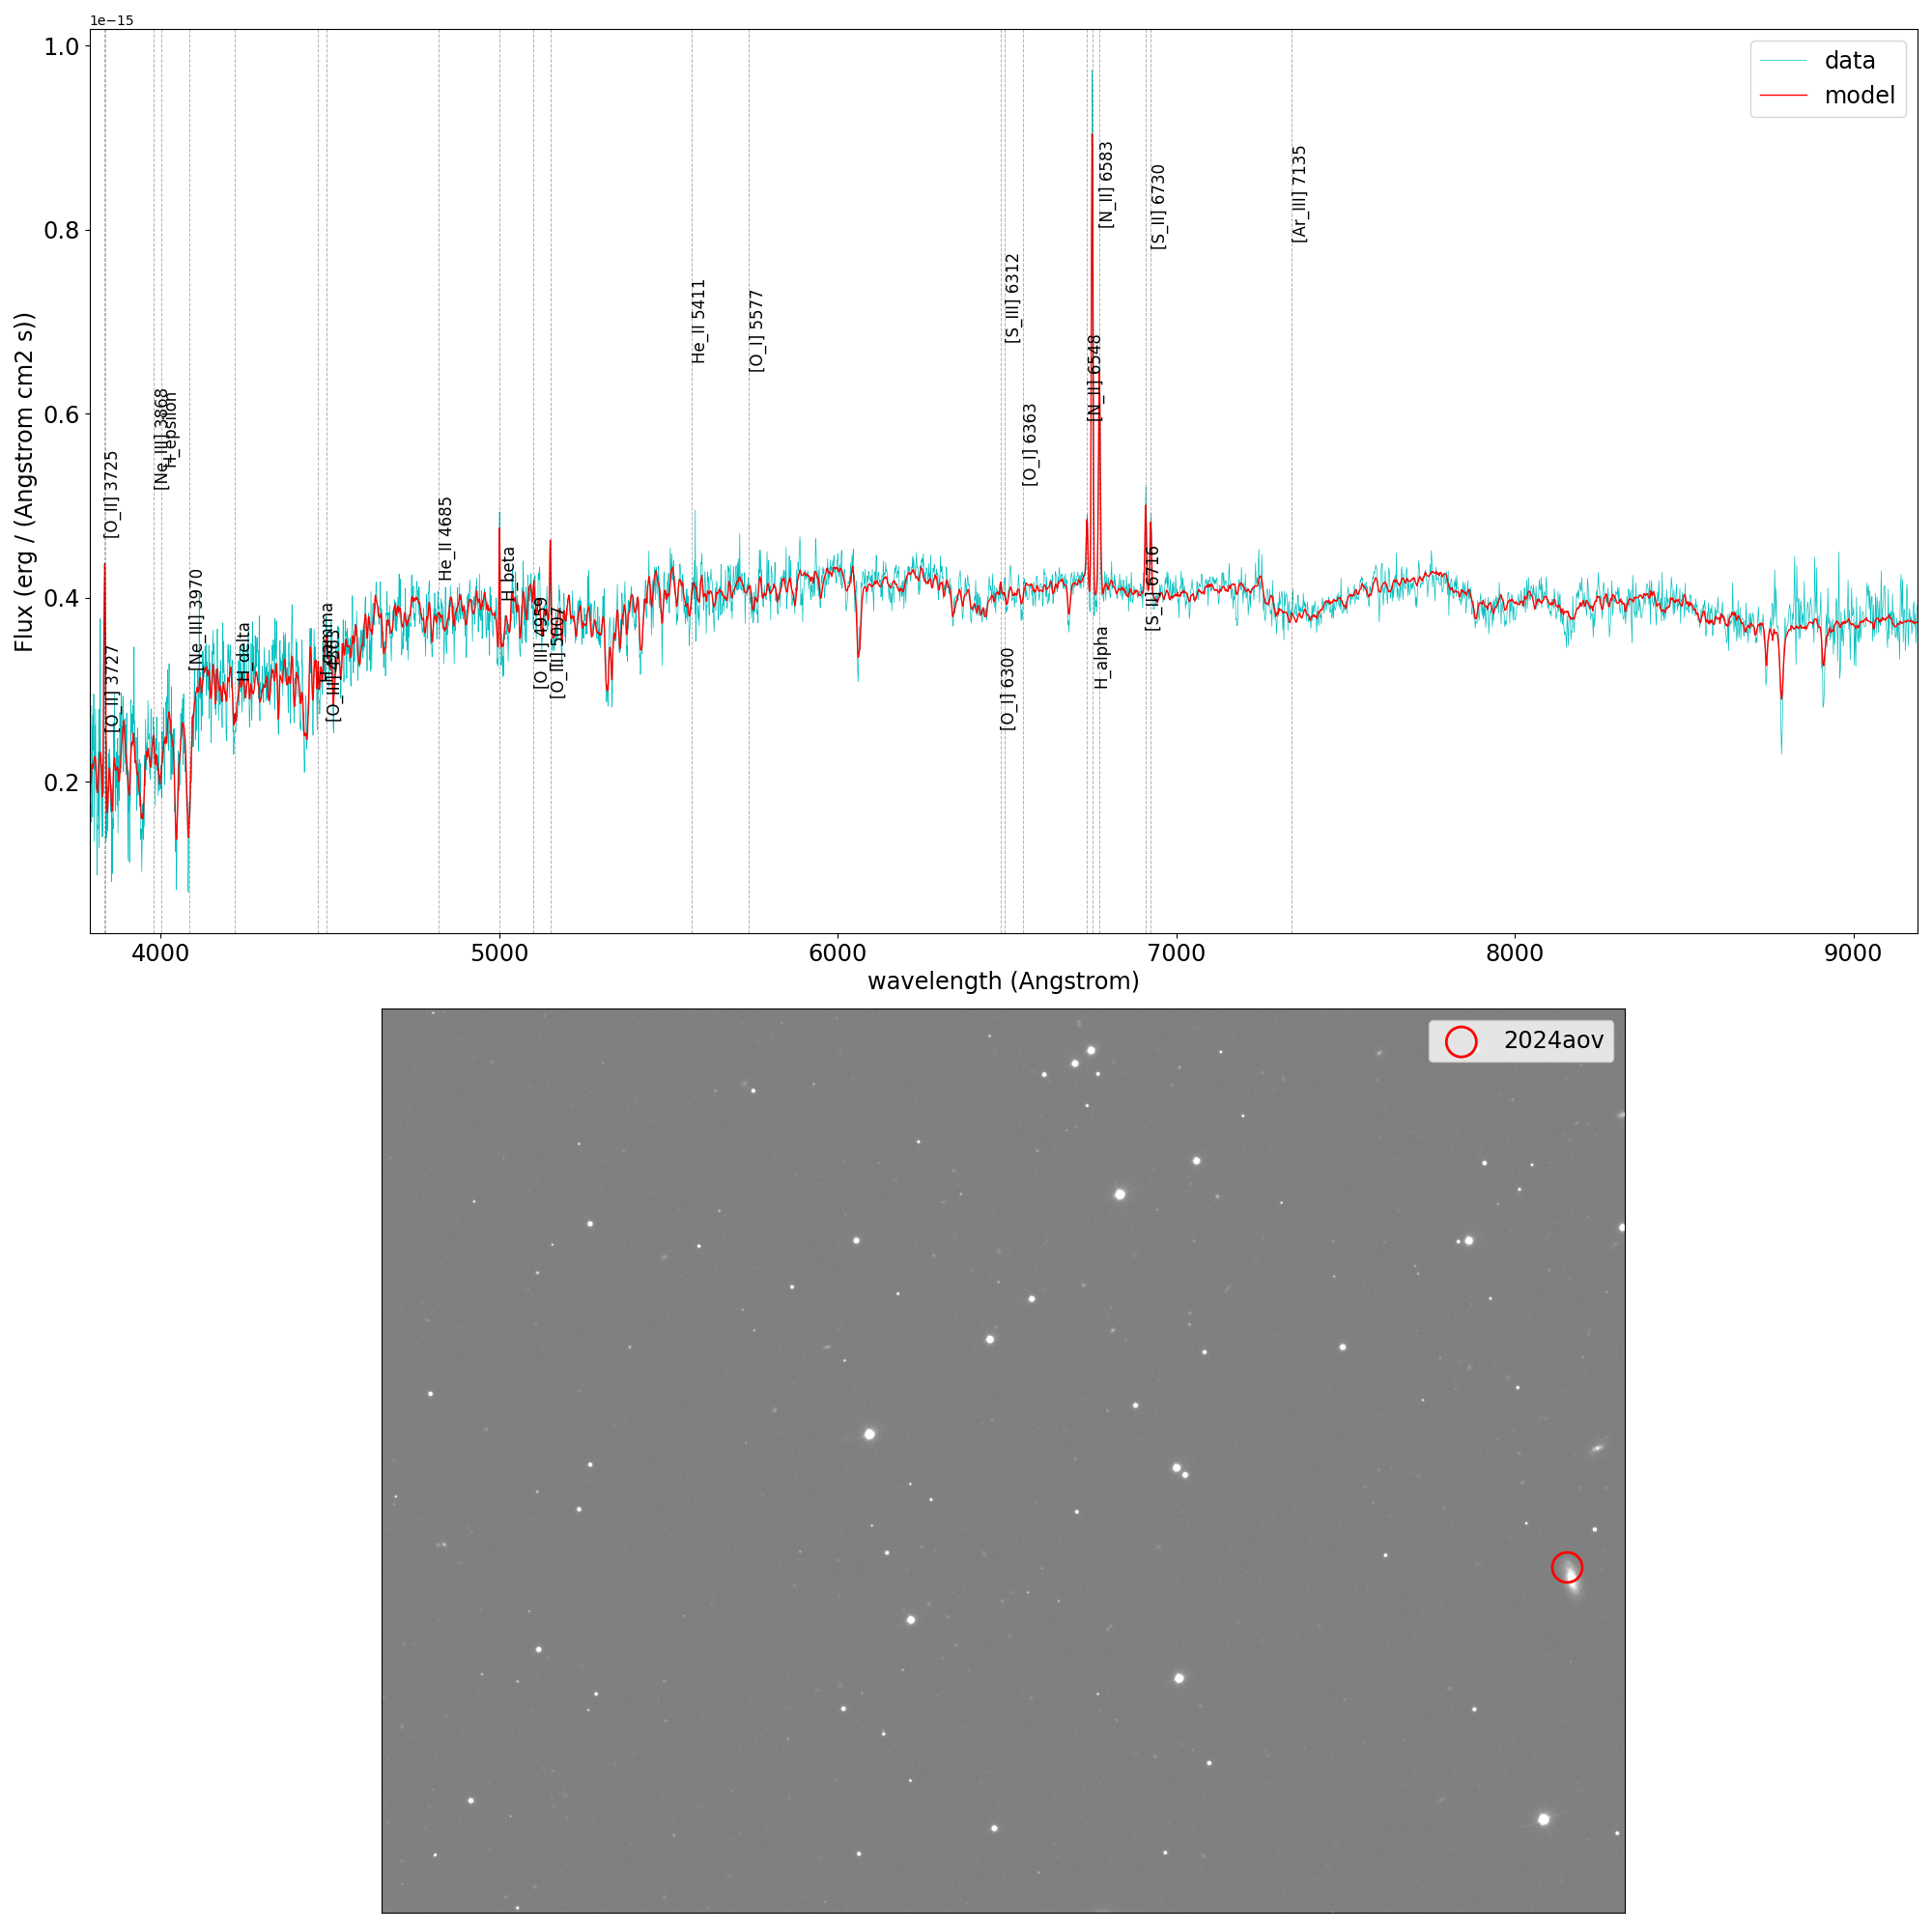 1e−15
1.0
0.8
0.6
0.4
0.2
Flux (erg / (Angstrom cm2 s))
data
model
[O_II] 3725
[O_II] 3727
[Ne_III] 3868
H_epsilon
[Ne_III] 3970
H_delta
H_gamma
[O_III] 4363
He_II 4685
H_beta
[O_III] 4959
[O_III] 5007
He_II 5411
[O_I] 5577
[O_I] 6300
[S_III] 6312
[O_I] 6363
[N_II] 6548
H_alpha
[N_II] 6583
[S_II] 6716
[S_II] 6730
[Ar_III] 7135
4000
5000
6000
7000
8000
9000
wavelength (Angstrom)
2024aov